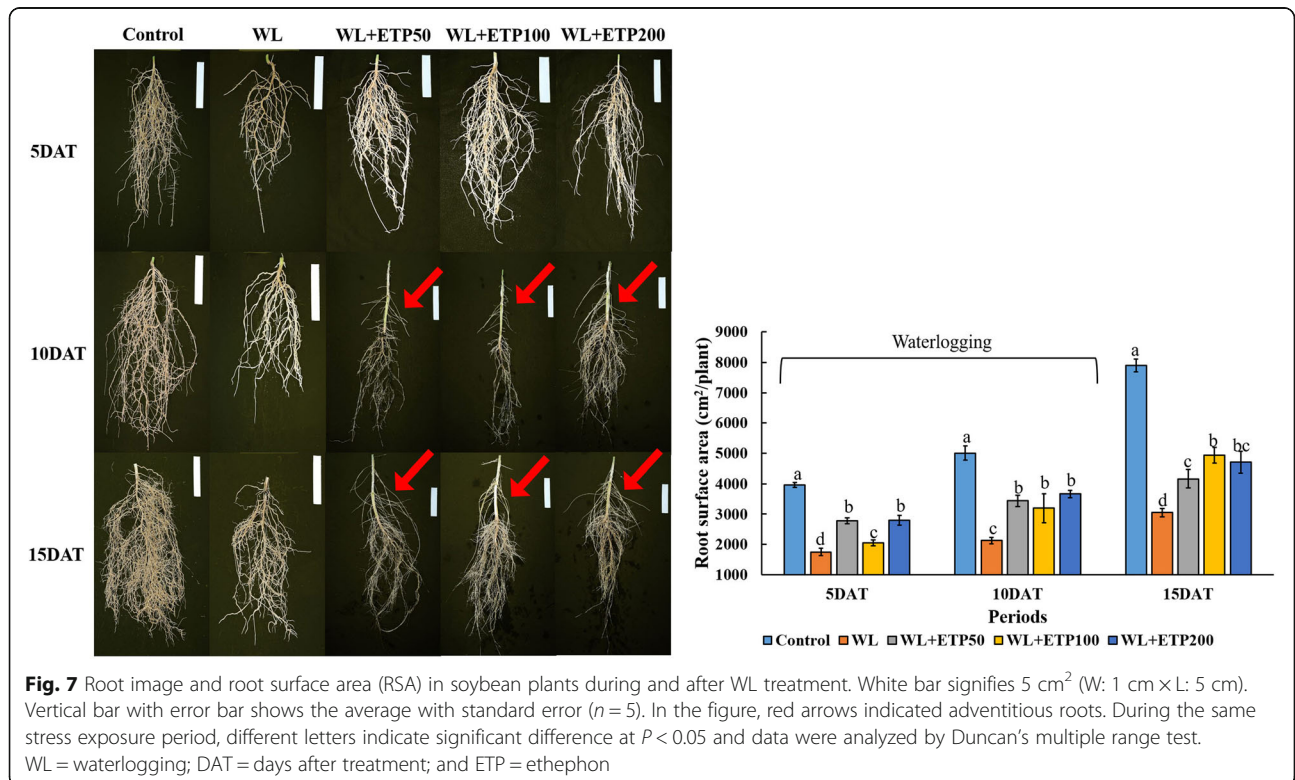 Control WL WL+ETP50 WL+ETP100 WL+ETP200
5DAT
10DAT
15DAT
Root surface area (cm²/plant)
9000
8000
7000
6000
5000
4000
3000
2000
1000
Waterlogging
a d b c b
a c b b b
a d c b bc
5DAT 10DAT 15DAT
Periods
Control WL WL+ETP50 WL+ETP100 WL+ETP200
Fig. 7 Root image and root surface area (RSA) in soybean plants during and after WL treatment. White bar signifies 5 cm² (W: 1 cm × L: 5 cm).
Vertical bar with error bar shows the average with standard error (n = 5). In the figure, red arrows indicated adventitious roots. During the same
stress exposure period, different letters indicate significant difference at P < 0.05 and data were analyzed by Duncan's multiple range test.
WL = waterlogging; DAT = days after treatment; and ETP = ethephon